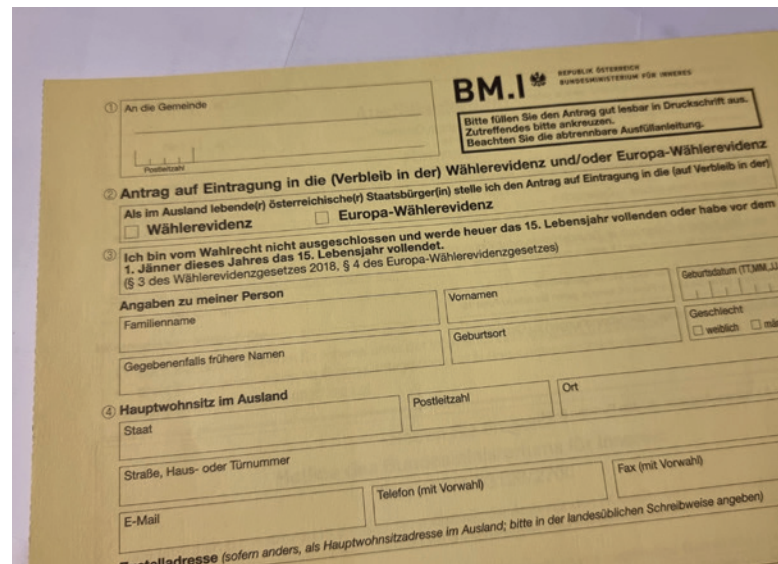 ① An die Gemeinde
Postleitzahl
BM.I REPUBLIK ÖSTERREICH
BUNDESMINISTERIUM FÜR INNERES
Bitte füllen Sie den Antrag gut lesbar in Druckschrift aus.
Zutreffendes bitte ankreuzen.
Beachten Sie die abtrennbare Ausfüllanleitung.
② Antrag auf Eintragung in die (Verbleib in der) Wählerevidenz und/oder Europa-Wählerevidenz
Als im Ausland lebende(r) österreichische(r) Staatsbürger(in) stelle ich den Antrag auf Eintragung in die (auf Verbleib in der)
Wählerevidenz Europa-Wählerevidenz
③ Ich bin vom Wahlrecht nicht ausgeschlossen und werde heuer das 15. Lebensjahr vollenden oder habe vor dem
1. Jänner dieses Jahres das 15. Lebensjahr vollendet.
(§ 3 des Wählerevidenzgesetzes 2018, § 4 des Europa-Wählerevidenzgesetzes)
Angaben zu meiner Person
Familienname Vornamen Geburtsdatum (TT.MM.JJ
Gegebenenfalls frühere Namen Geburtsort Geschlecht
weiblich mä
④ Hauptwohnsitz im Ausland
Staat Postleitzahl Ort
Straße, Haus- oder Türnummer
E-Mail Telefon (mit Vorwahl) Fax (mit Vorwahl)
Zustelladresse (sofern anders, als Hauptwohnsitzadresse im Ausland; bitte in der landesüblichen Schreibweise angeben)